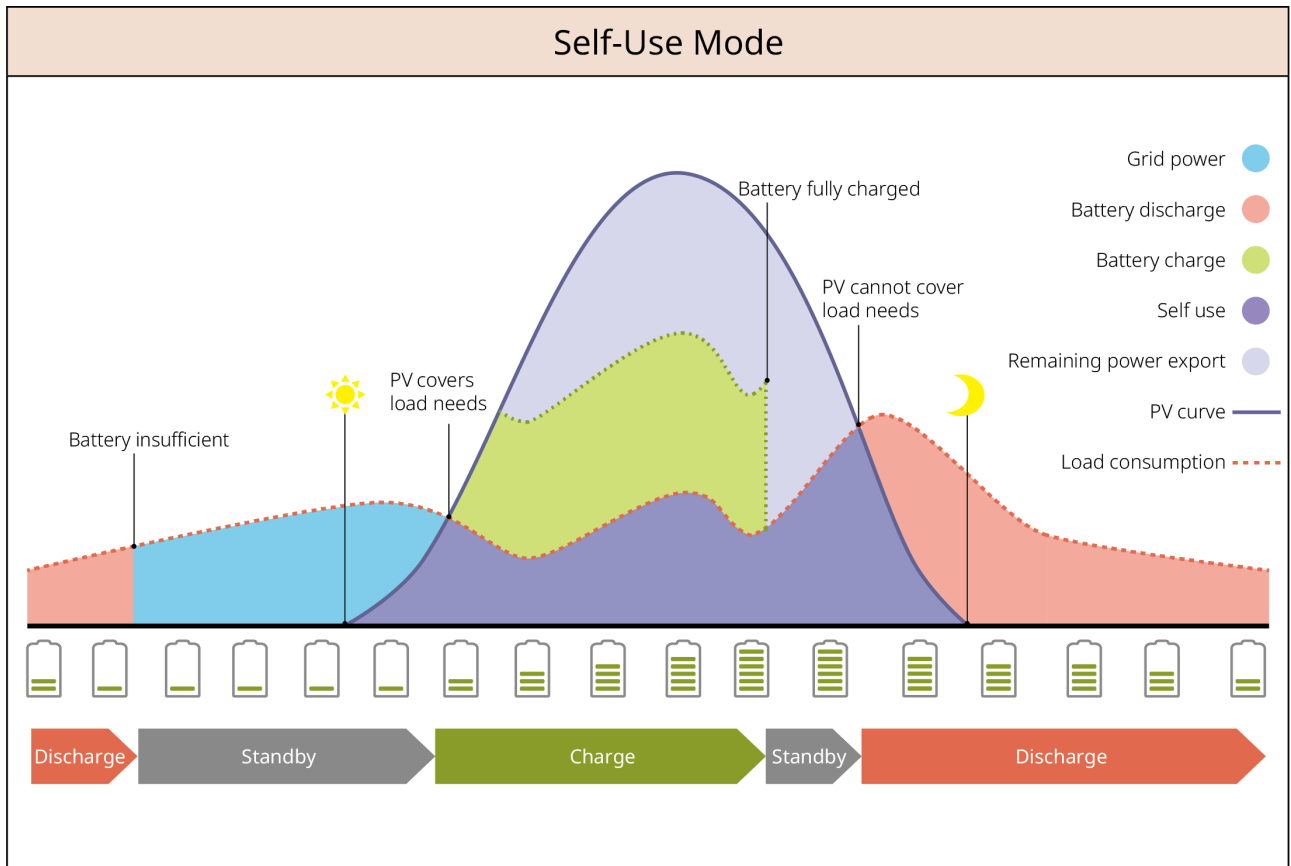 Self-Use Mode
Grid power
Battery fully charged
Battery discharge
Battery charge
PV cannot cover
load needs
Self use
Remaining power export
PV covers
load needs
PV curve
Battery insufficient
Load consumption
Discharge
Standby
Charge
Standby
Discharge